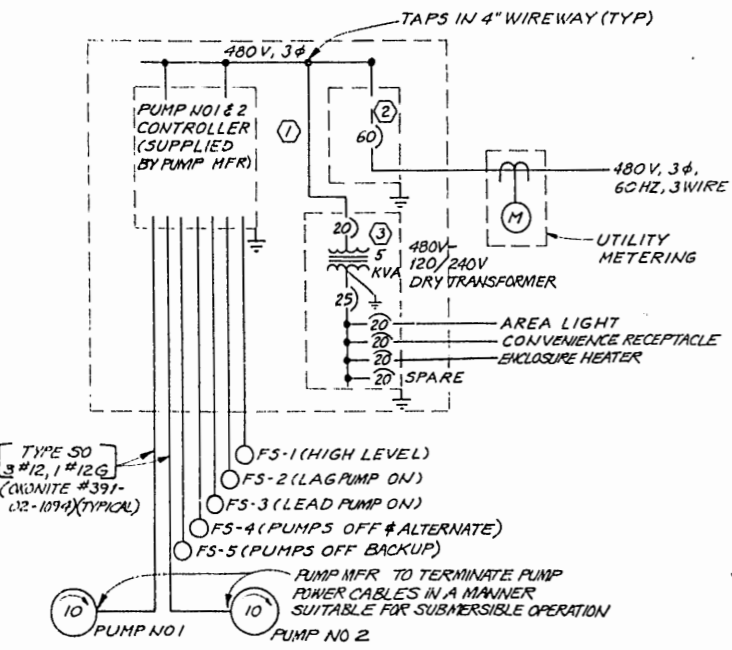 TAPS IN 4" WIREWAY (TYP)
480V, 3ϕ
PUMP NO1 & 2
CONTROLLER
(SUPPLIED
BY PUMP MFR)
1
2
60
480V, 3ϕ,
60HZ, 3WIRE
M
UTILITY
METERING
20
3
5
KVA
480V-
120/240V
DRY TRANSFORMER
25
20 AREA LIGHT
20 CONVENIENCE RECEPTACLE
20 ENCLOSURE HEATER
20 SPARE
TYPE SO
3 #12, 1 #12G
(OKONITE #391-
02-1094)(TYPICAL)
FS-1 (HIGH LEVEL)
FS-2 (LAG PUMP ON)
FS-3 (LEAD PUMP ON)
FS-4 (PUMPS OFF & ALTERNATE)
FS-5 (PUMPS OFF BACKUP)
PUMP MFR TO TERMINATE PUMP
POWER CABLES IN A MANNER
SUITABLE FOR SUBMERSIBLE OPERATION
10
PUMP NO1
10
PUMP NO 2